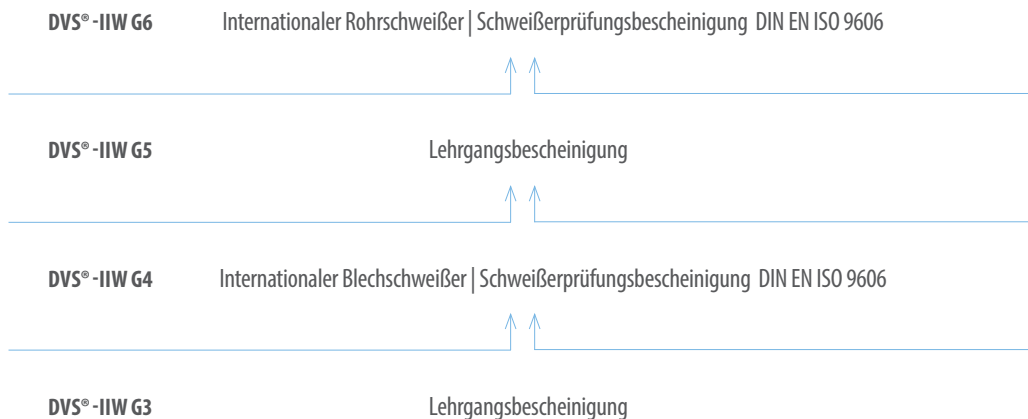 DVS® -IIW G6 Internationaler Rohrschweißer | Schweißerprüfungsbescheinigung DIN EN ISO 9606
DVS® -IIW G5 Lehrgangsbescheinigung
DVS® -IIW G4 Internationaler Blechschweißer | Schweißerprüfungsbescheinigung DIN EN ISO 9606
DVS® -IIW G3 Lehrgangsbescheinigung